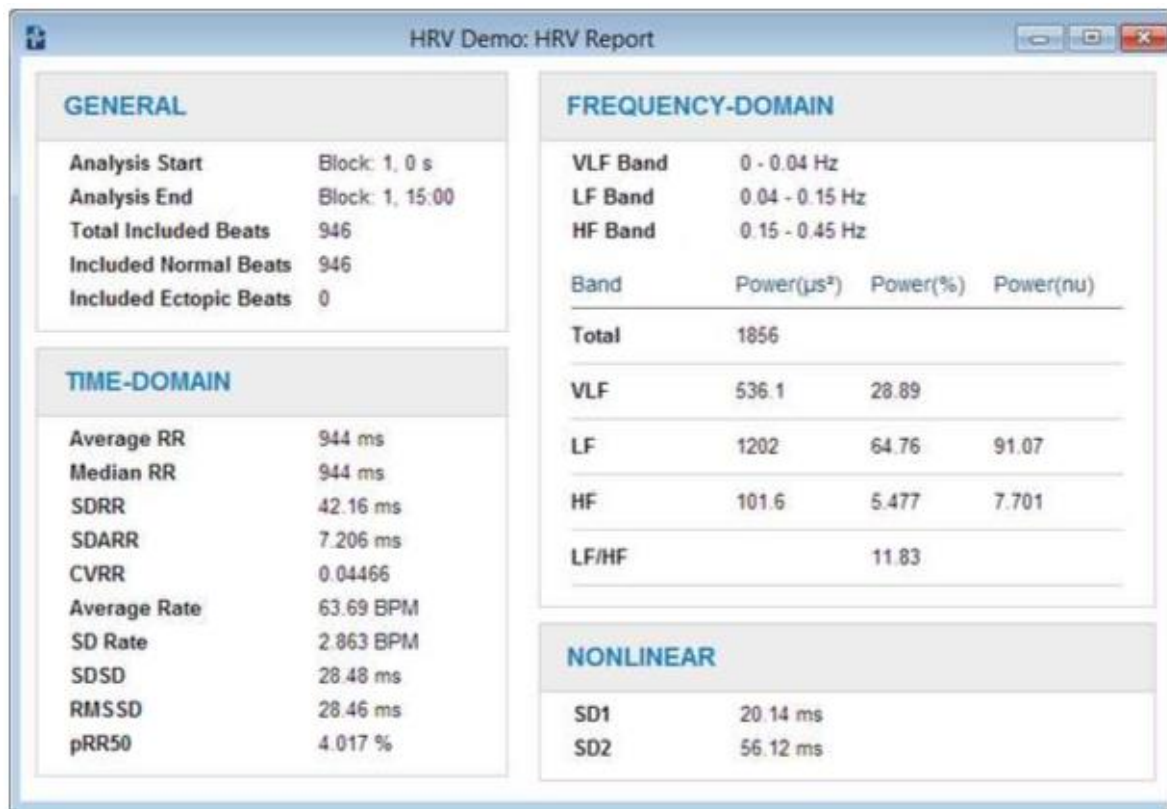 HRV Demo: HRV Report
GENERAL
Analysis Start Block: 1, 0 s
Analysis End Block: 1, 15:00
Total Included Beats 946
Included Normal Beats 946
Included Ectopic Beats 0
TIME-DOMAIN
Average RR 944 ms
Median RR 944 ms
SDRR 42.16 ms
SDARR 7.206 ms
CVRR 0.04466
Average Rate 63.69 BPM
SD Rate 2.863 BPM
SDSD 28.48 ms
RMSSD 28.46 ms
pRR50 4.017 %
FREQUENCY-DOMAIN
VLF Band 0 - 0.04 Hz
LF Band 0.04 - 0.15 Hz
HF Band 0.15 - 0.45 Hz
Band Power(µs²) Power(%) Power(nu)
Total 1856
VLF 536.1 28.89
LF 1202 64.76 91.07
HF 101.6 5.477 7.701
LF/HF 11.83
NONLINEAR
SD1 20.14 ms
SD2 56.12 ms